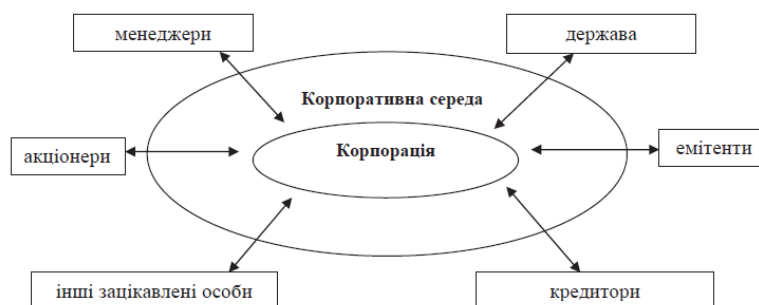 менеджери
держава
Корпоративна середа
Корпорація
акціонери
емітенти
інші зацікавлені особи
кредитори